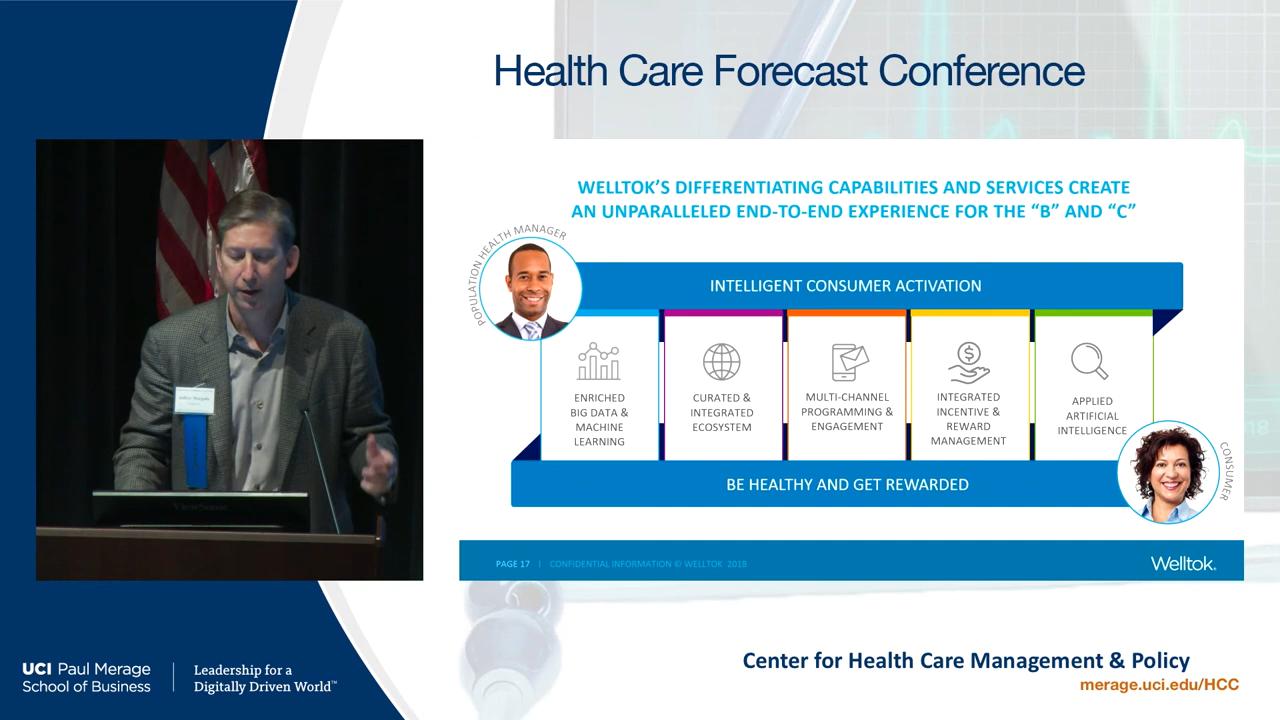 Health Care Forecast Conference
WELLTOK'S DIFFERENTIATING CAPABILITIES AND SERVICES CREATE
AN UNPARALLELED END-TO-END EXPERIENCE FOR THE “B” AND “C”
POPULATION HEALTH MANAGER
INTELLIGENT CONSUMER ACTIVATION
ENRICHED
BIG DATA &
MACHINE
LEARNING
CURATED &
INTEGRATED
ECOSYSTEM
MULTI-CHANNEL
PROGRAMMING &
ENGAGEMENT
INTEGRATED
INCENTIVE &
REWARD
MANAGEMENT
APPLIED
ARTIFICIAL
INTELLIGENCE
CONSUMER
BE HEALTHY AND GET REWARDED
PAGE 17 | CONFIDENTIAL INFORMATION © WELLTOK 2018
Welltok.
ViewSonic
UCI Paul Merage
School of Business
Leadership for a
Digitally Driven World™
Center for Health Care Management & Policy
merage.uci.edu/HCC